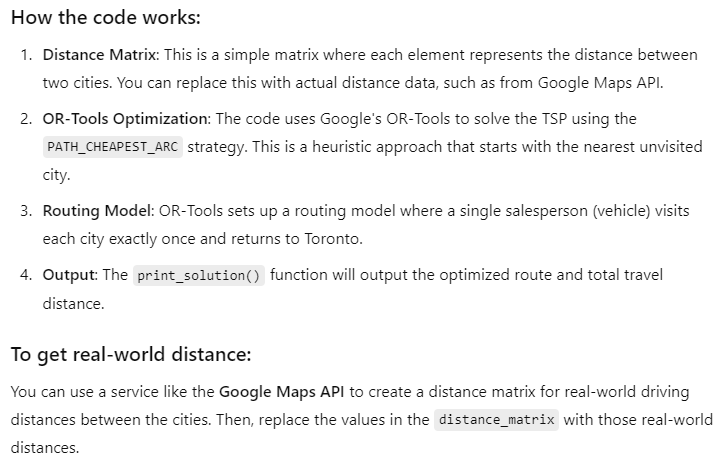 How the code works:
1. Distance Matrix: This is a simple matrix where each element represents the distance between
two cities. You can replace this with actual distance data, such as from Google Maps API.
2. OR-Tools Optimization: The code uses Google's OR-Tools to solve the TSP using the
PATH_CHEAPEST_ARC strategy. This is a heuristic approach that starts with the nearest unvisited
city.
3. Routing Model: OR-Tools sets up a routing model where a single salesperson (vehicle) visits
each city exactly once and returns to Toronto.
4. Output: The print_solution() function will output the optimized route and total travel
distance.
To get real-world distance:
You can use a service like the Google Maps API to create a distance matrix for real-world driving
distances between the cities. Then, replace the values in the distance_matrix with those real-world
distances.